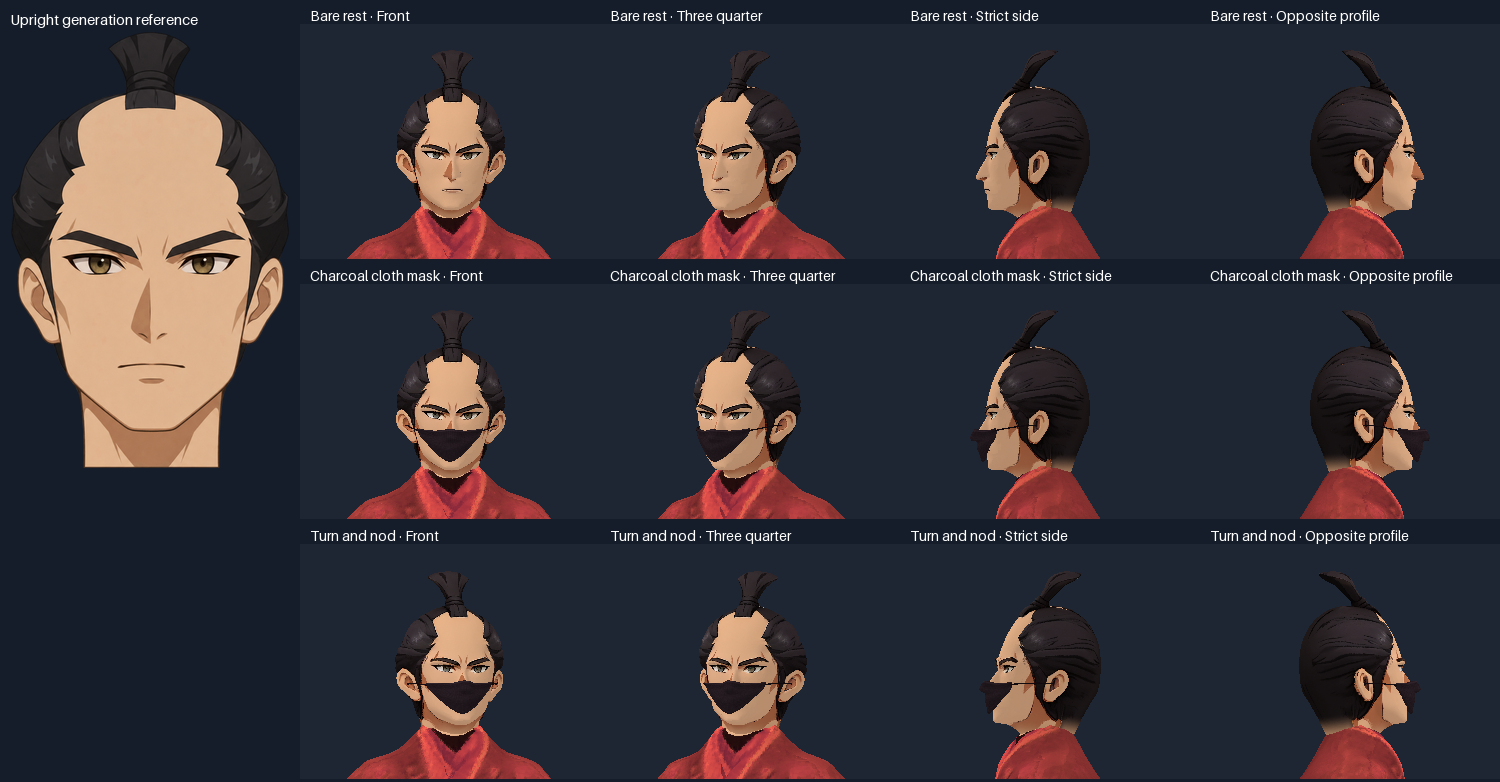 Upright generation reference
Bare rest · Front
Bare rest · Three quarter
Bare rest · Strict side
Bare rest · Opposite profile
Charcoal cloth mask · Front
Charcoal cloth mask · Three quarter
Charcoal cloth mask · Strict side
Charcoal cloth mask · Opposite profile
Turn and nod · Front
Turn and nod · Three quarter
Turn and nod · Strict side
Turn and nod · Opposite profile